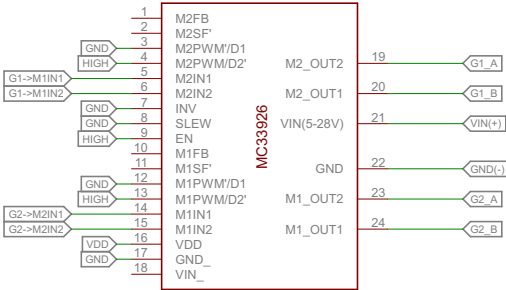 1 M2FB
2 M2SF'
GND 3 M2PWM'/D1
HIGH 4 M2PWM/D2' M2_OUT2 19 G1_A
G1->M1IN1 5 M2IN1
G1->M1IN2 6 M2IN2 M2_OUT1 20 G1_B
GND 7 INV
GND 8 SLEW VIN(5-28V) 21 VIN(+)
HIGH 9 EN
MC33926
10 M1FB
11 M1SF' GND 22 GND(-)
GND 12 M1PWM'/D1
HIGH 13 M1PWM/D2' M1_OUT2 23 G2_A
G2->M2IN1 14 M1IN1
G2->M2IN2 15 M1IN2 M1_OUT1 24 G2_B
VDD 16 VDD
GND 17 GND_
18 VIN_